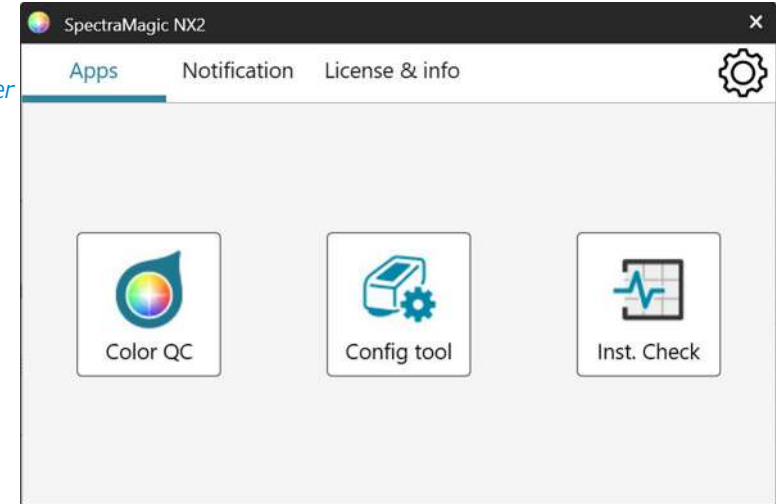 SpectraMagic NX2
Apps Notification License & info
Color QC Config tool Inst. Check